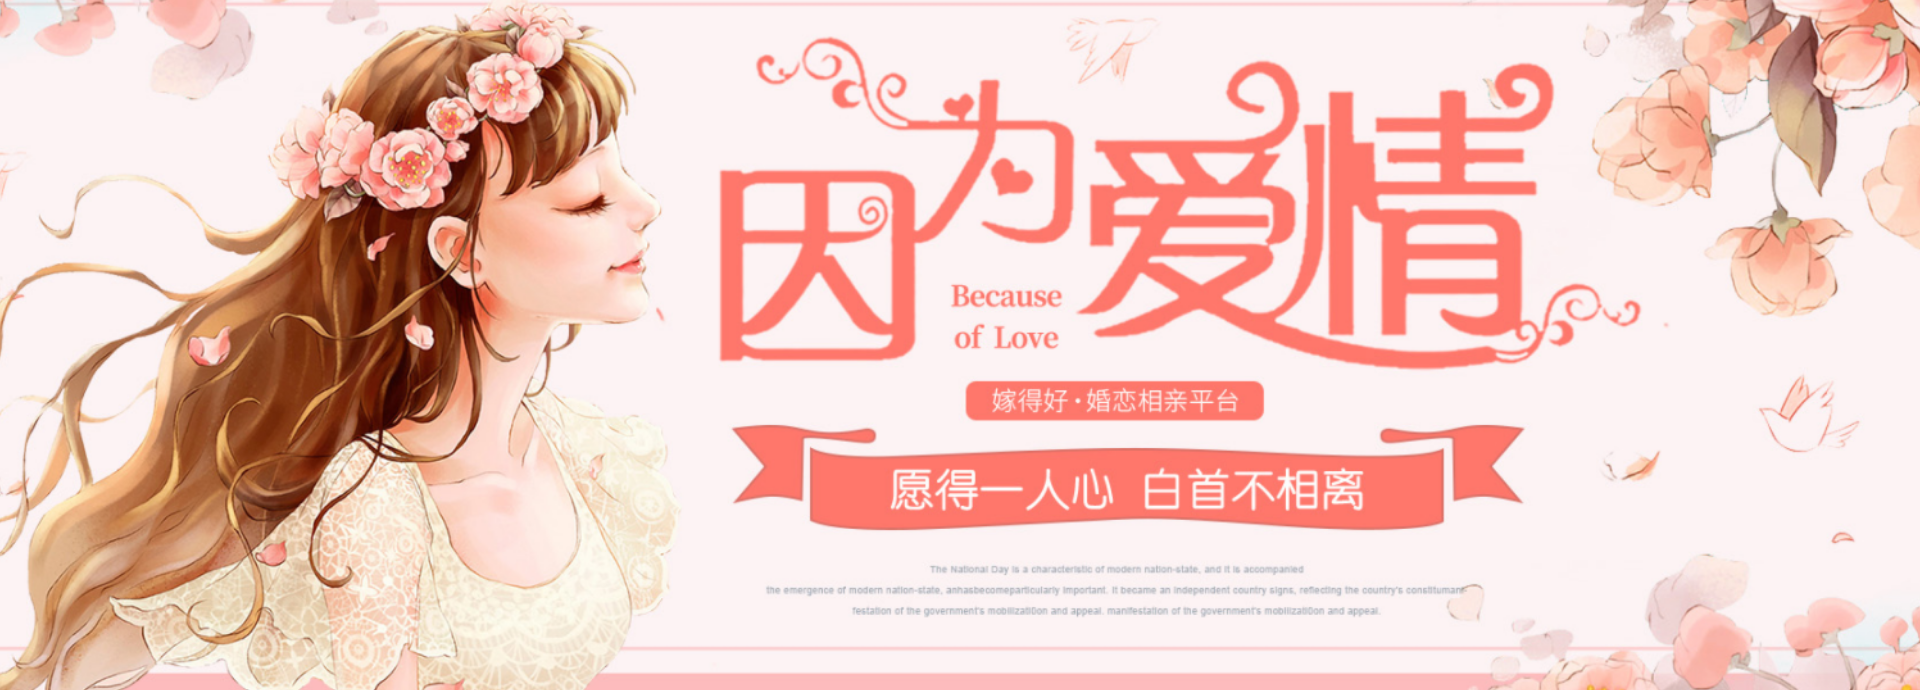 因为爱情
Because
of Love
嫁得好·婚恋相亲平台
愿得一人心 白首不相离
The National Day is a characteristic of modern nation-state, and it is accompanied
the emergence of modern nation-state, anhasbecomeparticularly important. It became an independent country signs, reflecting the country's constitumani-
festation of the government's mobilizati0on and appeal. manifestation of the government's mobilizati0on and appeal.